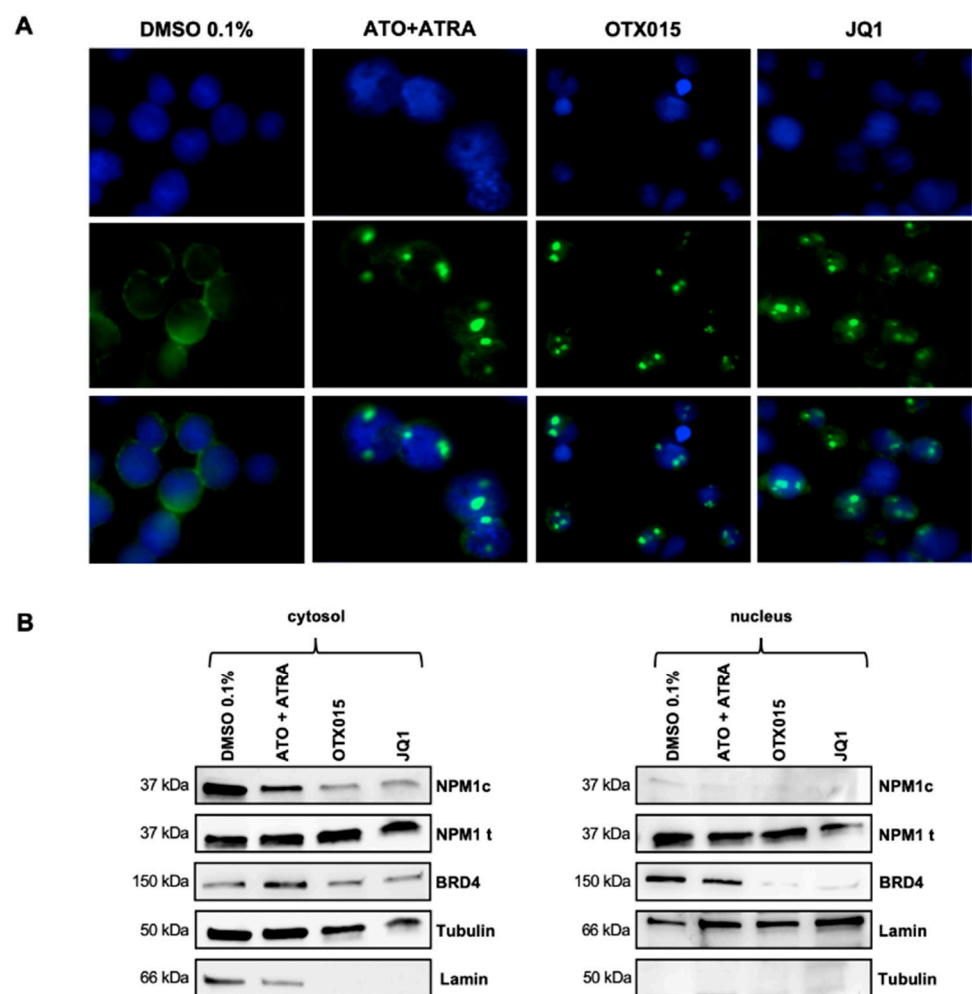 A
DMSO 0.1% ATO+ATRA OTX015 JQ1
B
cytosol nucleus
DMSO 0.1% ATO + ATRA OTX015 JQ1 DMSO 0.1% ATO + ATRA OTX015 JQ1
37 kDa NPM1c 37 kDa NPM1c
37 kDa NPM1 t 37 kDa NPM1 t
150 kDa BRD4 150 kDa BRD4
50 kDa Tubulin 66 kDa Lamin
66 kDa Lamin 50 kDa Tubulin